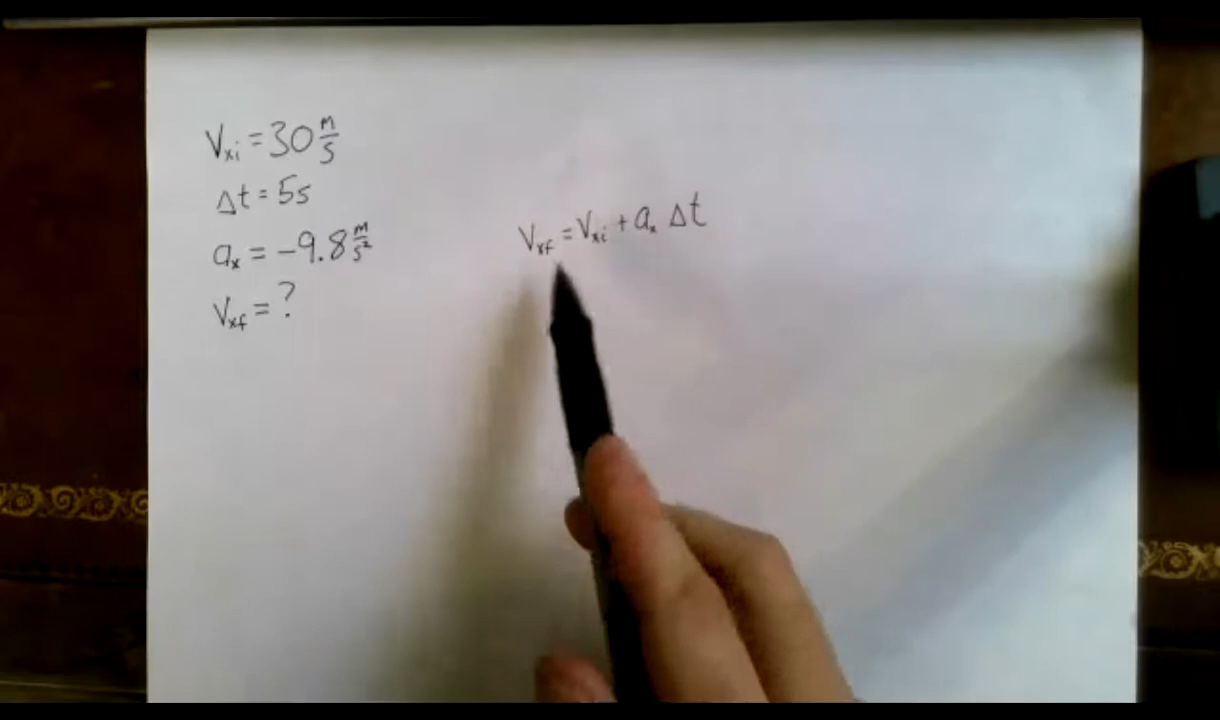 Vxi = 30 m/s
Δt = 5s
ax = -9.8 m/s²
Vxf = ?
Vxf = Vxi + ax Δt